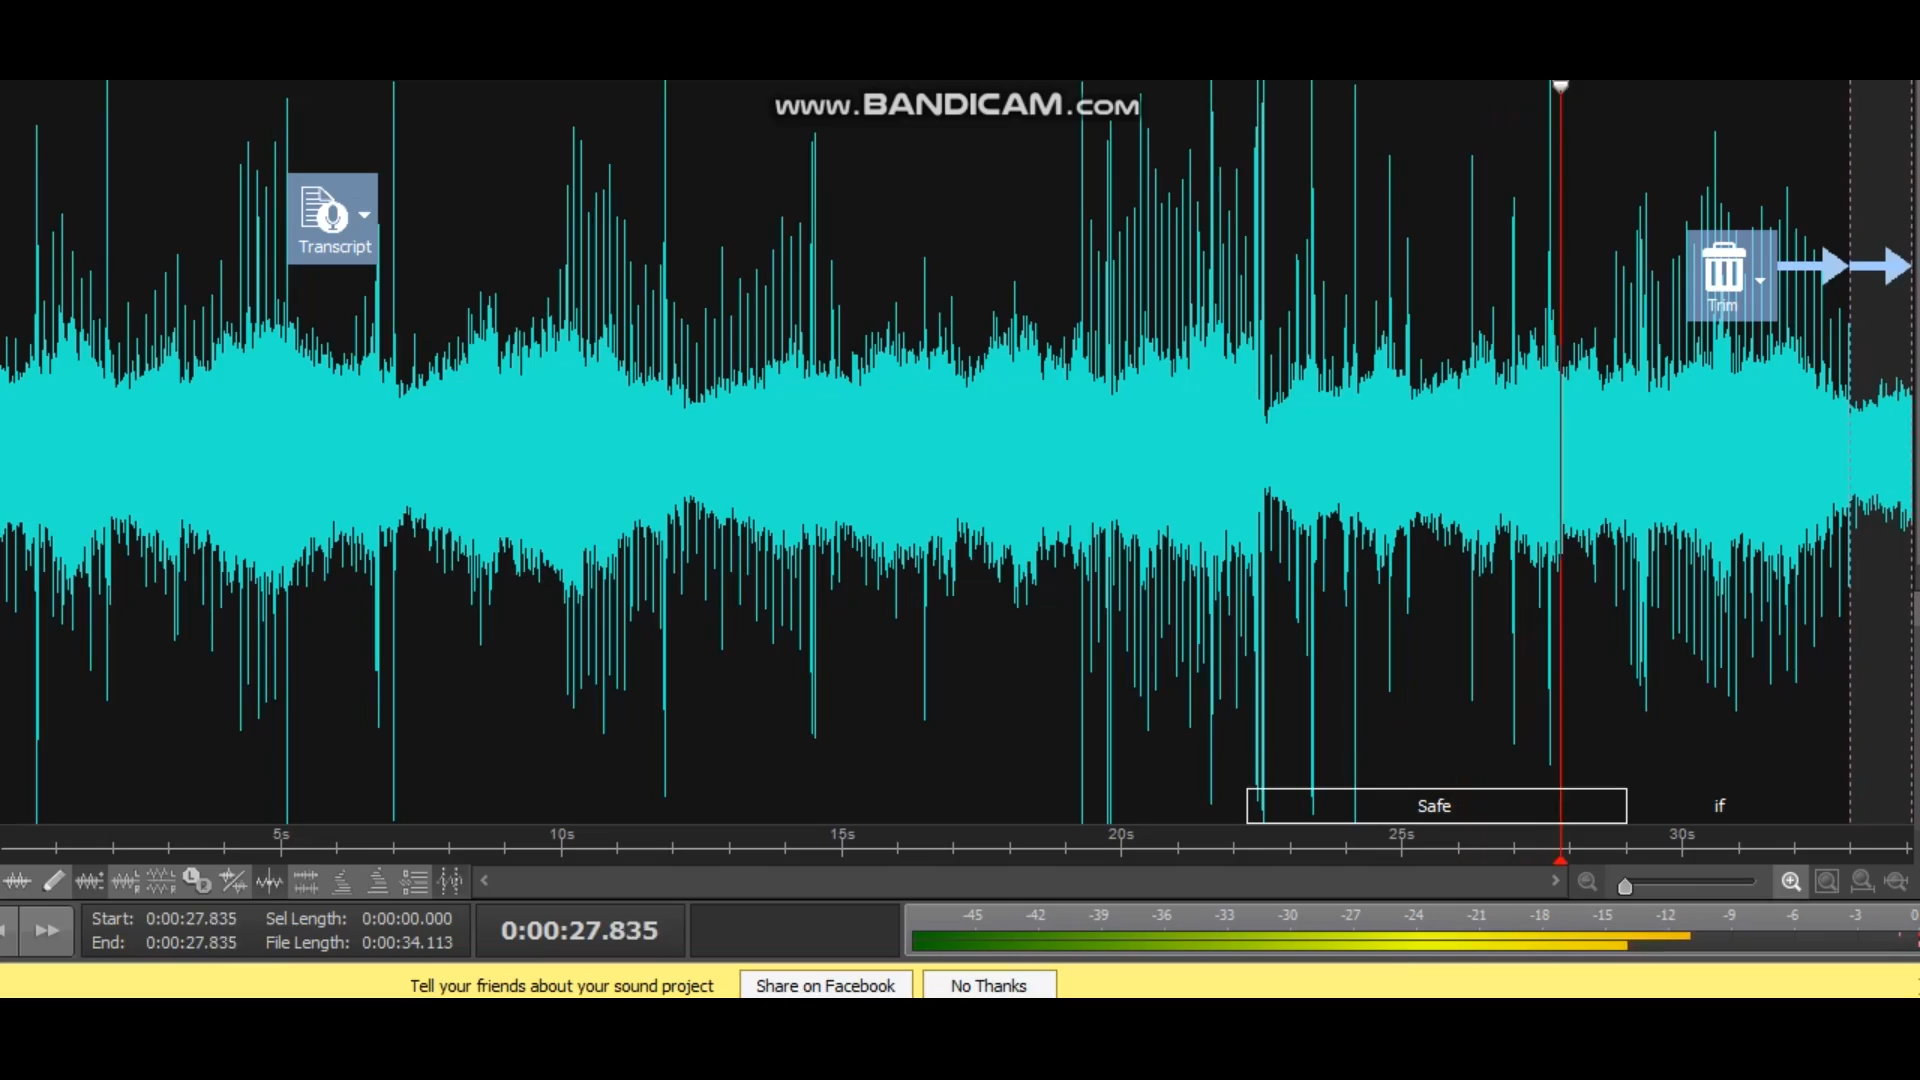 www.BANDICAM.com
Transcript
Trim
Safe if
5s 10s 15s 20s 25s 30s
Start: 0:00:27.835 Sel Length: 0:00:00.000
End: 0:00:27.835 File Length: 0:00:34.113
0:00:27.835
-45 -42 -39 -36 -33 -30 -27 -24 -21 -18 -15 -12 -9 -6 -3 0
Tell your friends about your sound project Share on Facebook No Thanks